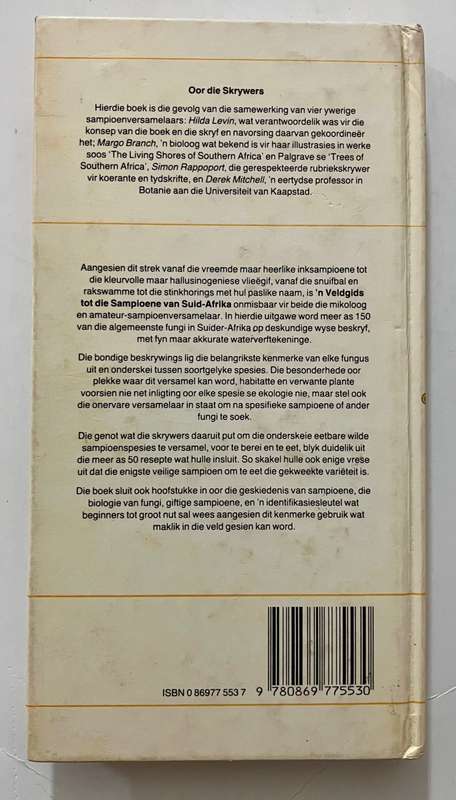 Oor die Skrywers
Hierdie boek is die gevolg van die samewerking van vier ywerige
sampioenversamelaars: Hilda Levin, wat verantwoordelik was vir die
konsep van die boek en die skryf en navorsing daarvan gekoordineër
het; Margo Branch, 'n bioloog wat bekend is vir haar illustrasies in werke
soos 'The Living Shores of Southern Africa' en Palgrave se 'Trees of
Southern Africa', Simon Rappoport, die gerespekteerde rubriekskrywer
vir koerante en tydskrifte, en Derek Mitchell, 'n eertydse professor in
Botanie aan die Universiteit van Kaapstad.
Aangesien dit strek vanaf die vreemde maar heerlike inksampioene tot
die kleurvolle maar hallusinogeniese vlieëgif, vanaf die snuifbal en
rakswamme tot die stinkhorings met hul paslike naam, is 'n Veldgids
tot die Sampioene van Suid-Afrika onmisbaar vir beide die mikoloog
en amateur-sampioenversamelaar. In hierdie uitgawe word meer as 150
van die algemeenste fungi in Suider-Afrika op deskundige wyse beskryf,
met fyn maar akkurate waterverftekeninge.
Die bondige beskrywings lig die belangrikste kenmerke van elke fungus
uit en onderskei tussen soortgelyke spesies. Die besonderhede oor
plekke waar dit versamel kan word, habitatte en verwante plante
voorsien nie net inligting oor elke spesie se ekologie nie, maar stel ook
die onervare versamelaar in staat om na spesifieke sampioene of ander
fungi te soek.
Die genot wat die skrywers daaruit put om die onderskeie eetbare wilde
sampioenspesies te versamel, voor te berei en te eet, blyk duidelik uit
die meer as 50 resepte wat hulle insluit. So skakel hulle ook enige vrese
uit dat die enigste veilige sampioen om te eet die gekweekte variëteit is.
Die boek sluit ook hoofstukke in oor die geskiedenis van sampioene, die
biologie van fungi, giftige sampioene, en 'n identifikasiesleutel wat
beginners tot groot nut sal wees aangesien dit kenmerke gebruik wat
maklik in die veld gesien kan word.
ISBN 0 86977 553 7
9 780869 775530